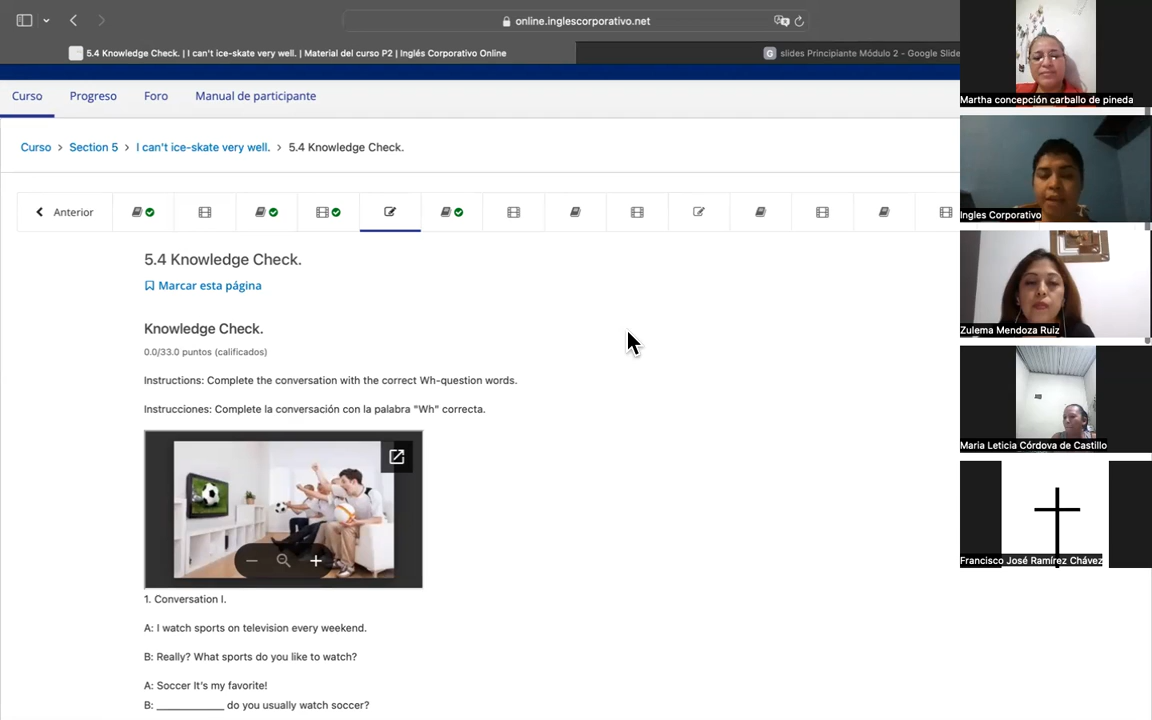 online.inglescorporativo.net
5.4 Knowledge Check. | I can't ice-skate very well. | Material del curso P2 | Inglés Corporativo Online
G slides Principiante Módulo 2 - Google Slide
Curso Progreso Foro Manual de participante
Curso > Section 5 > I can't ice-skate very well. > 5.4 Knowledge Check.
Anterior
5.4 Knowledge Check.
Marcar esta página
Knowledge Check.
0.0/33.0 puntos (calificados)
Instructions: Complete the conversation with the correct Wh-question words.
Instrucciones: Complete la conversación con la palabra "Wh" correcta.
1. Conversation I.
A: I watch sports on television every weekend.
B: Really? What sports do you like to watch?
A: Soccer It's my favorite!
B: ____________ do you usually watch soccer?
Martha concepción carballo de pineda
Ingles Corporativo
Zulema Mendoza Ruiz
Maria Leticia Córdova de Castillo
Francisco José Ramírez Chávez